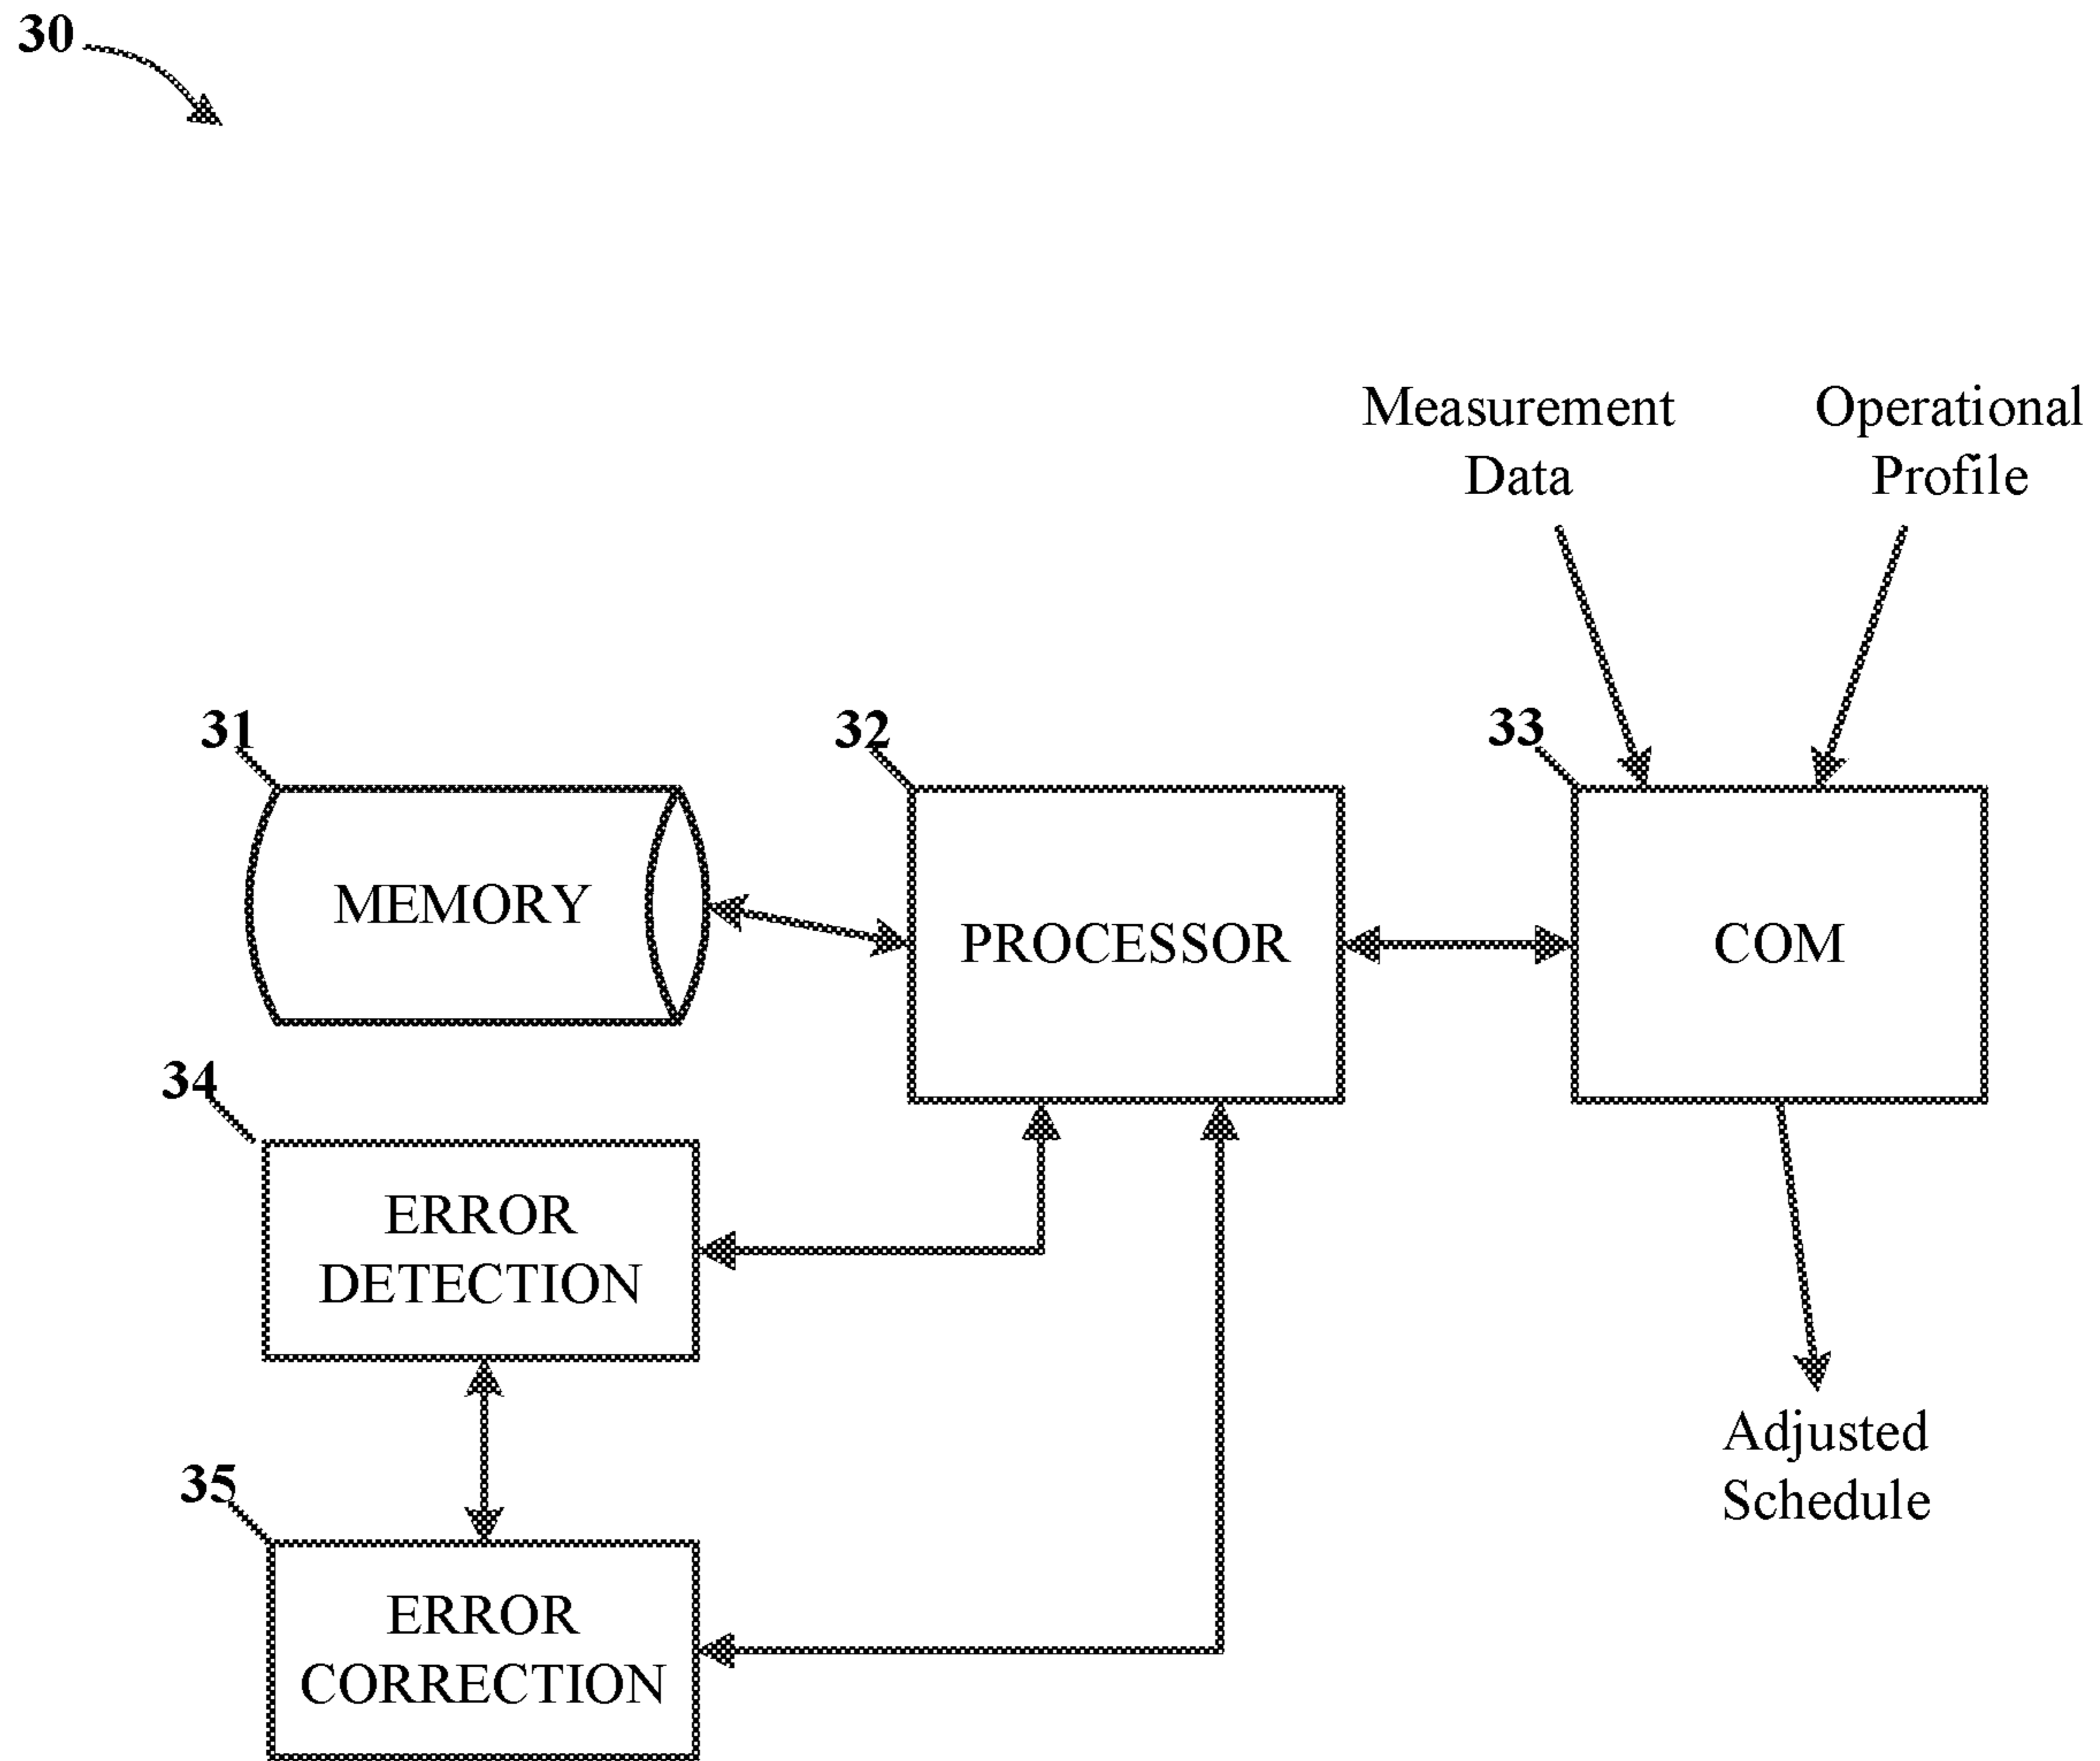 30
Measurement
Data
Operational
Profile
31
32
33
MEMORY
PROCESSOR
COM
34
ERROR
DETECTION
Adjusted
Schedule
35
ERROR
CORRECTION